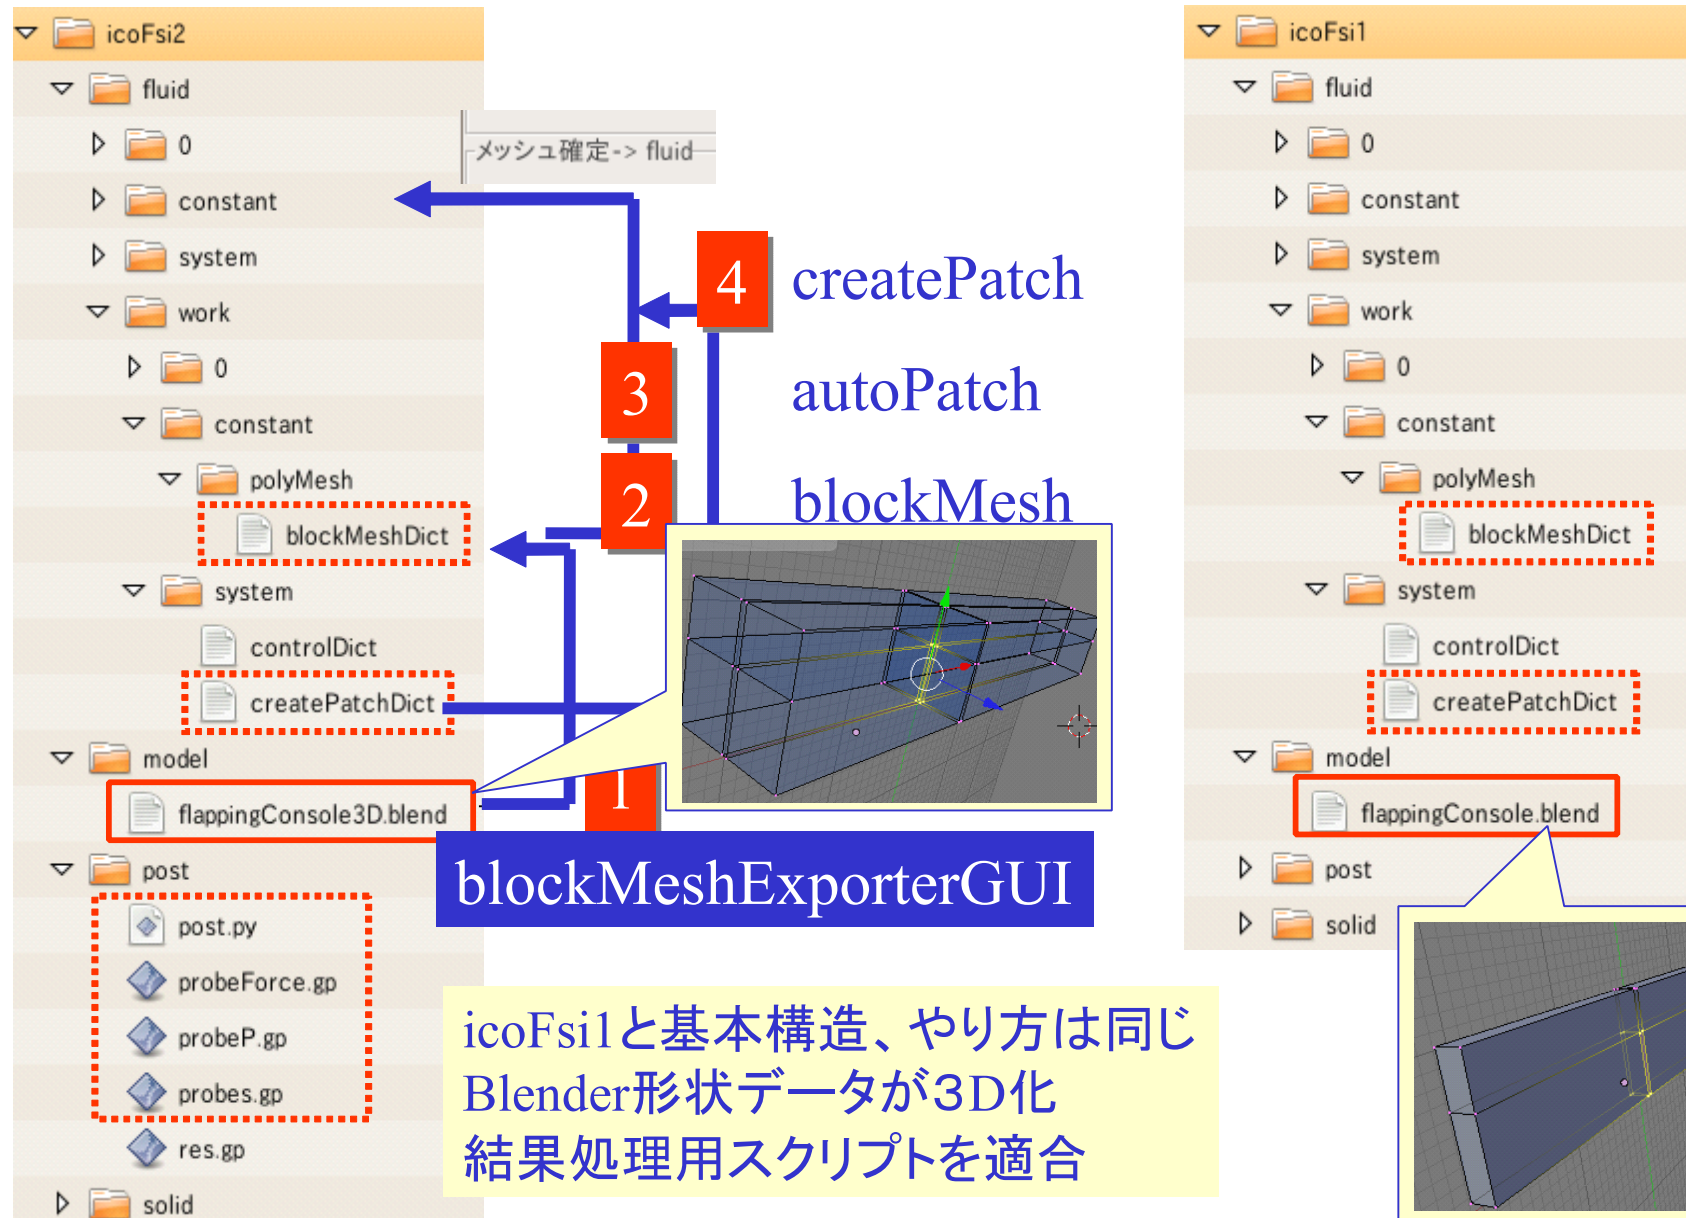 icoFsi2
fluid
0
constant
system
work
0
constant
polyMesh
blockMeshDict
system
controlDict
createPatchDict
model
flappingConsole3D.blend
post
post.py
probeForce.gp
probeP.gp
probes.gp
res.gp
solid
メッシュ確定-> fluid
4 createPatch
3 autoPatch
2 blockMesh
1
blockMeshExporterGUI
icoFsi1と基本構造、やり方は同じ
Blender形状データが３D化
結果処理用スクリプトを適合
icoFsi1
fluid
0
constant
system
work
0
constant
polyMesh
blockMeshDict
system
controlDict
createPatchDict
model
flappingConsole.blend
post
solid